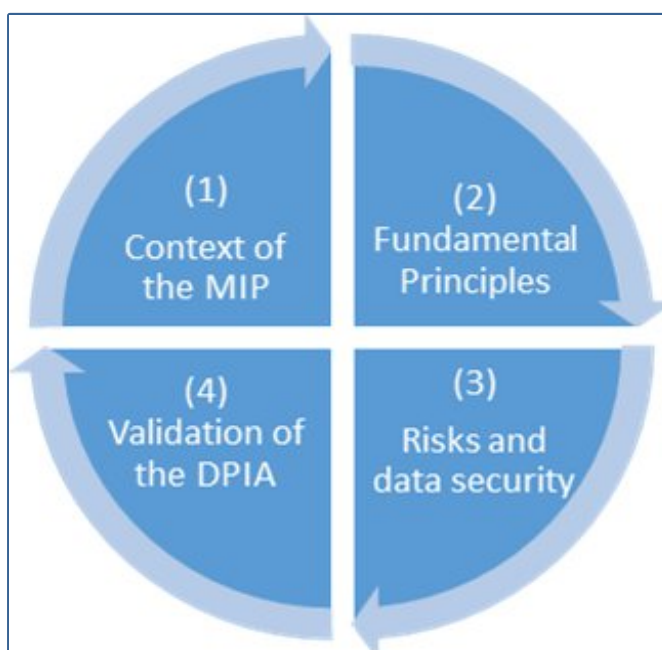 (1)
Context of
the MIP
(2)
Fundamental
Principles
(3)
Risks and
data security
(4)
Validation of
the DPIA